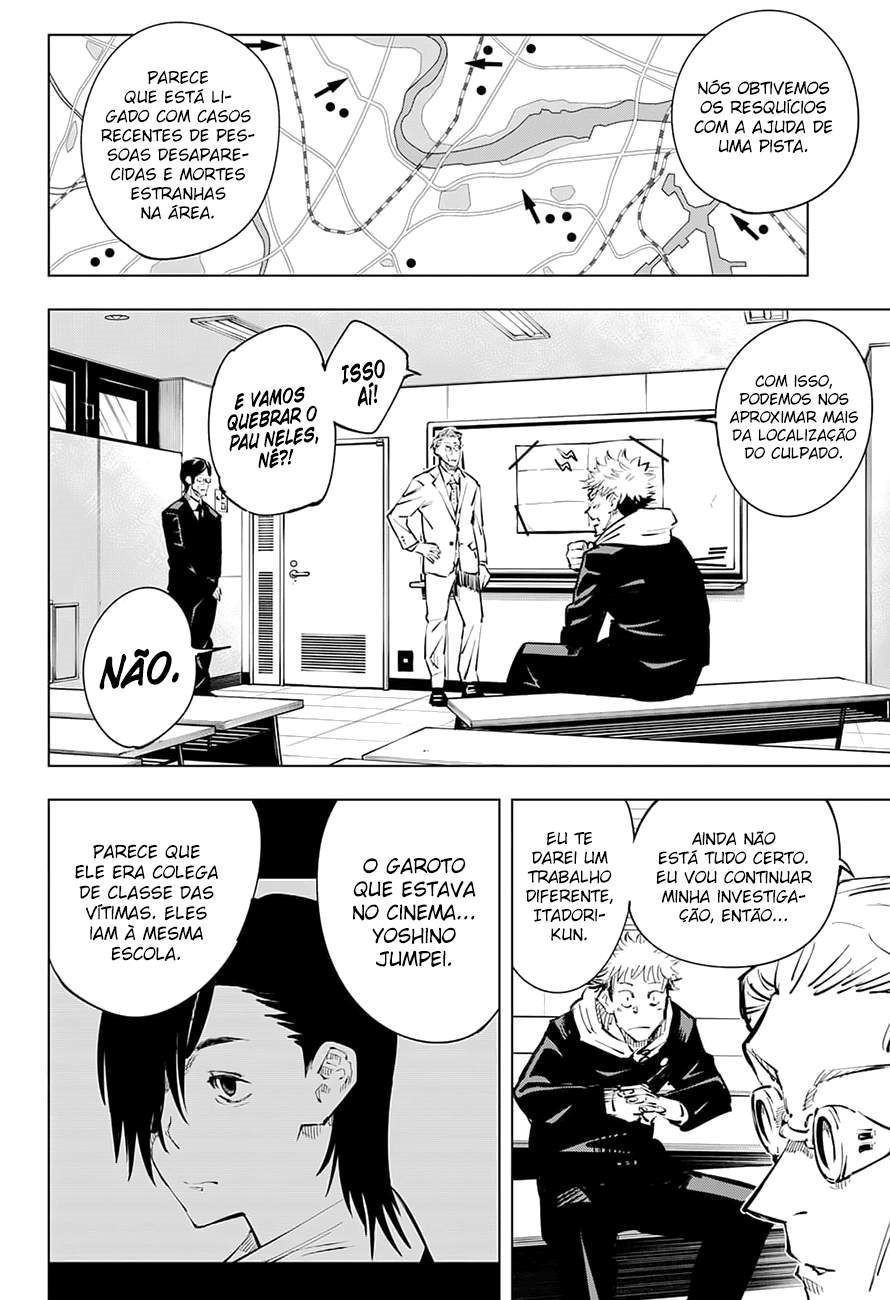 NÓS OBTIVEMOS
OS RESQUÍCIOS
COM A AJUDA DE
UMA PISTA.
PARECE
QUE ESTÁ LI-
GADO COM CASOS
RECENTES DE PES-
SOAS DESAPARE-
CIDAS E MORTES
ESTRANHAS
NA ÁREA.
COM ISSO,
PODEMOS NOS
APROXIMAR MAIS
DA LOCALIZAÇÃO
DO CULPADO.
ISSO
AÍ!
E VAMOS
QUEBRAR O
PAU NELES,
NÉ?!
NÃO.
AINDA NÃO
ESTÁ TUDO CERTO.
EU VOU CONTINUAR
MINHA INVESTIGA-
ÇÃO, ENTÃO...
EU TE
DAREI UM
TRABALHO
DIFERENTE,
ITADORI-
KUN.
O GAROTO
QUE ESTAVA
NO CINEMA...
YOSHINO
JUMPEI.
PARECE QUE
ELE ERA COLEGA
DE CLASSE DAS
VÍTIMAS. ELES
IAM À MESMA
ESCOLA.